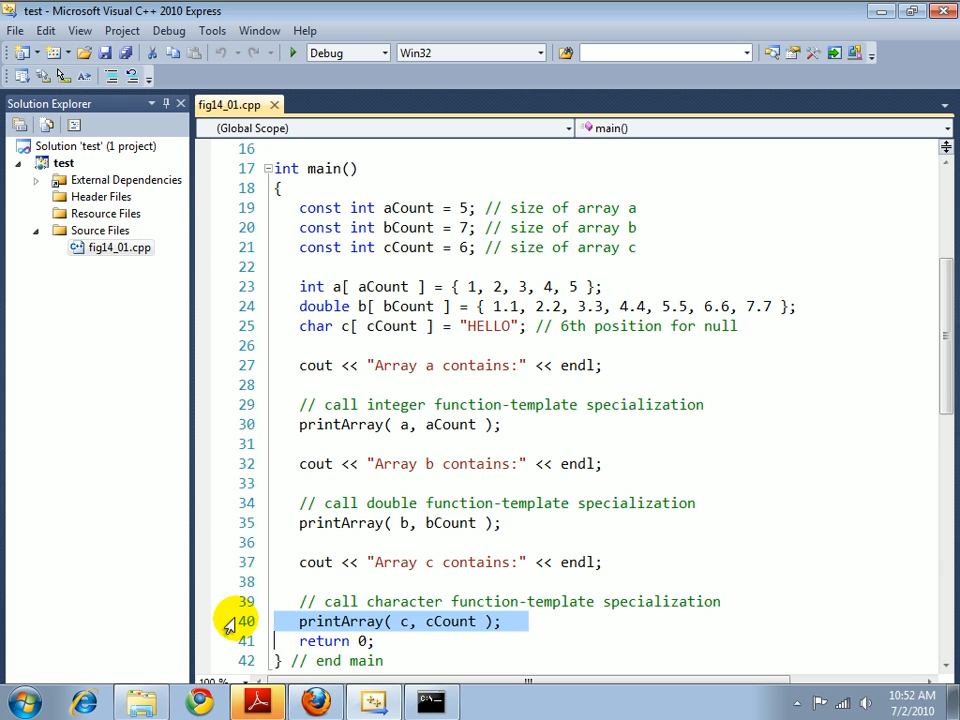 test - Microsoft Visual C++ 2010 Express
File Edit View Project Debug Tools Window Help
Debug Win32
Solution Explorer
fig14_01.cpp
(Global Scope) main()
Solution 'test' (1 project)
test
External Dependencies
Header Files
Resource Files
Source Files
fig14_01.cpp
16
17 int main()
18 {
19 const int aCount = 5; // size of array a
20 const int bCount = 7; // size of array b
21 const int cCount = 6; // size of array c
22
23 int a[ aCount ] = { 1, 2, 3, 4, 5 };
24 double b[ bCount ] = { 1.1, 2.2, 3.3, 4.4, 5.5, 6.6, 7.7 };
25 char c[ cCount ] = "HELLO"; // 6th position for null
26
27 cout << "Array a contains:" << endl;
28
29 // call integer function-template specialization
30 printArray( a, aCount );
31
32 cout << "Array b contains:" << endl;
33
34 // call double function-template specialization
35 printArray( b, bCount );
36
37 cout << "Array c contains:" << endl;
38
39 // call character function-template specialization
40 printArray( c, cCount );
41 return 0;
42 } // end main
100 %
10:52 AM
7/2/2010